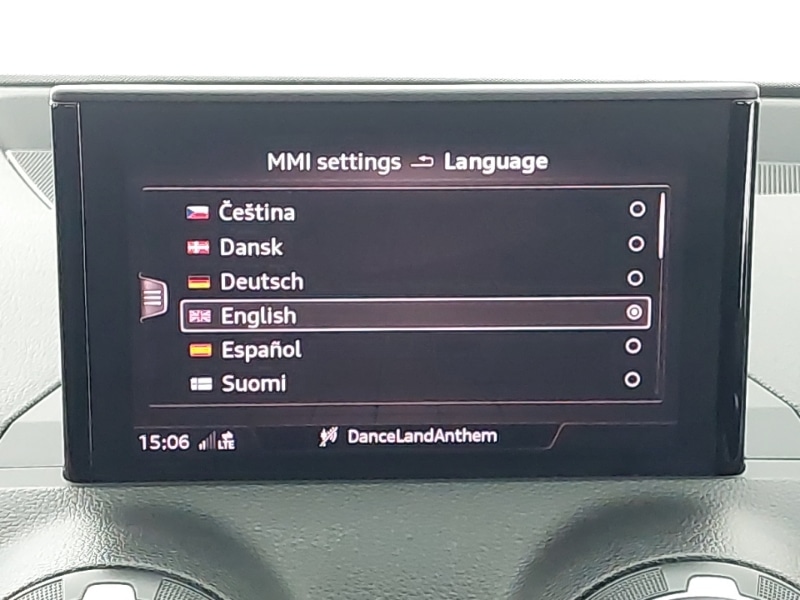 MMI settings Language
Čeština
Dansk
Deutsch
English
Español
Suomi
15:06 LTE DanceLandAnthem